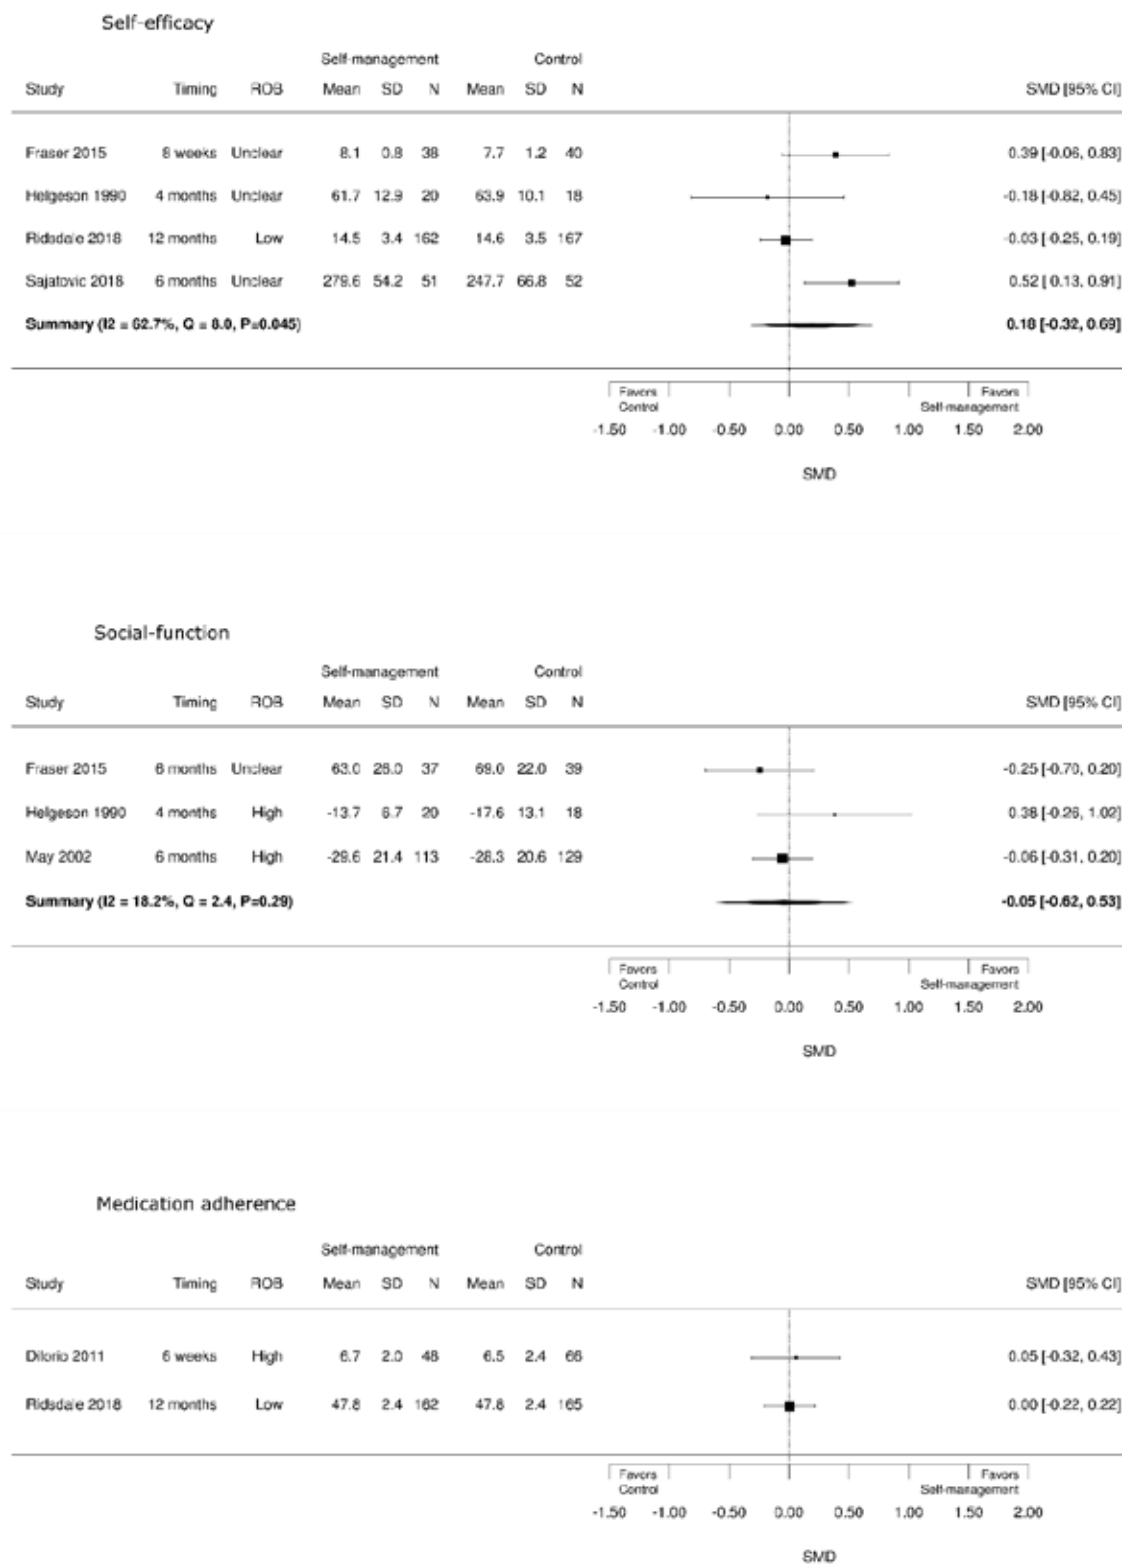 Self-efficacy
Self-management Control
Study Timing ROB Mean SD N Mean SD N SMD [95% CI]
Fraser 2015 8 weeks Unclear 8.1 0.8 38 7.7 1.2 40 0.39 [-0.06, 0.83]
Helgeson 1990 4 months Unclear 61.7 12.9 20 63.9 10.1 18 -0.18 [-0.82, 0.45]
Ridsdale 2018 12 months Low 14.5 3.4 162 14.6 3.5 167 -0.03 [-0.25, 0.19]
Sajatovic 2018 6 months Unclear 279.6 54.2 51 247.7 66.8 52 0.52 [ 0.13, 0.91]
Summary (I2 = 62.7%, Q = 8.0, P=0.045) 0.18 [-0.32, 0.69]
Favors Favors
Control Self-management
-1.50 -1.00 -0.50 0.00 0.50 1.00 1.50 2.00
SMD
Social-function
Self-management Control
Study Timing ROB Mean SD N Mean SD N SMD [95% CI]
Fraser 2015 6 months Unclear 63.0 26.0 37 69.0 22.0 39 -0.25 [-0.70, 0.20]
Helgeson 1990 4 months High -13.7 6.7 20 -17.6 13.1 18 0.38 [-0.26, 1.02]
May 2002 6 months High -29.6 21.4 113 -28.3 20.6 129 -0.06 [-0.31, 0.20]
Summary (I2 = 18.2%, Q = 2.4, P=0.29) -0.05 [-0.62, 0.53]
Favors Favors
Control Self-management
-1.50 -1.00 -0.50 0.00 0.50 1.00 1.50 2.00
SMD
Medication adherence
Self-management Control
Study Timing ROB Mean SD N Mean SD N SMD [95% CI]
DiIorio 2011 6 weeks High 6.7 2.0 48 6.5 2.4 66 0.05 [-0.32, 0.43]
Ridsdale 2018 12 months Low 47.8 2.4 162 47.8 2.4 165 0.00 [-0.22, 0.22]
Favors Favors
Control Self-management
-1.50 -1.00 -0.50 0.00 0.50 1.00 1.50 2.00
SMD